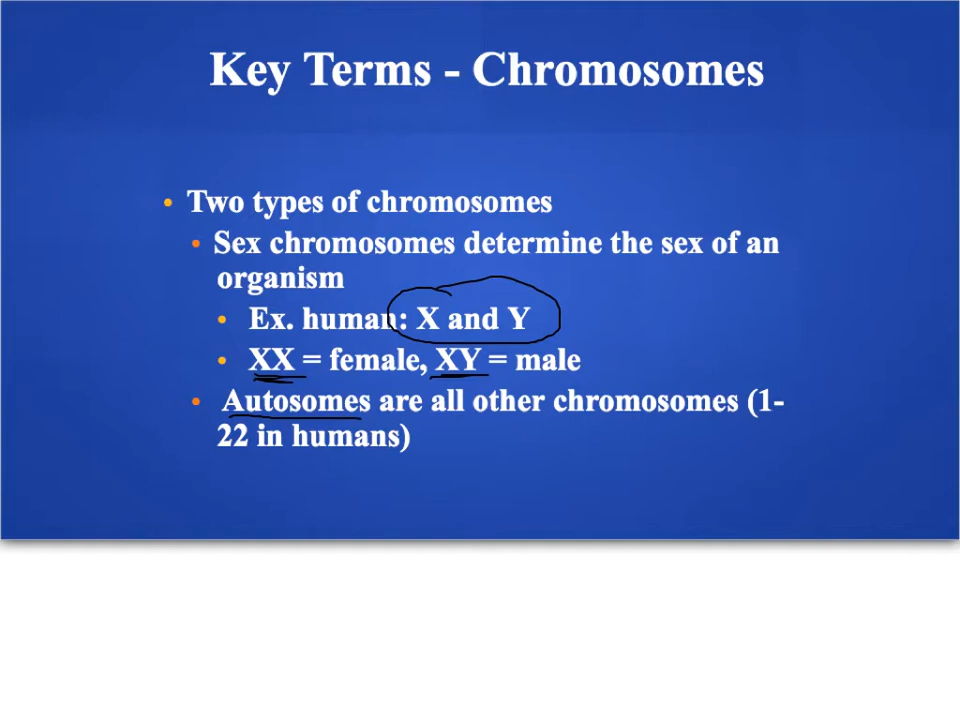 Key Terms - Chromosomes
• Two types of chromosomes
• Sex chromosomes determine the sex of an
organism
• Ex. human: X and Y
• XX = female, XY = male
• Autosomes are all other chromosomes (1-
22 in humans)